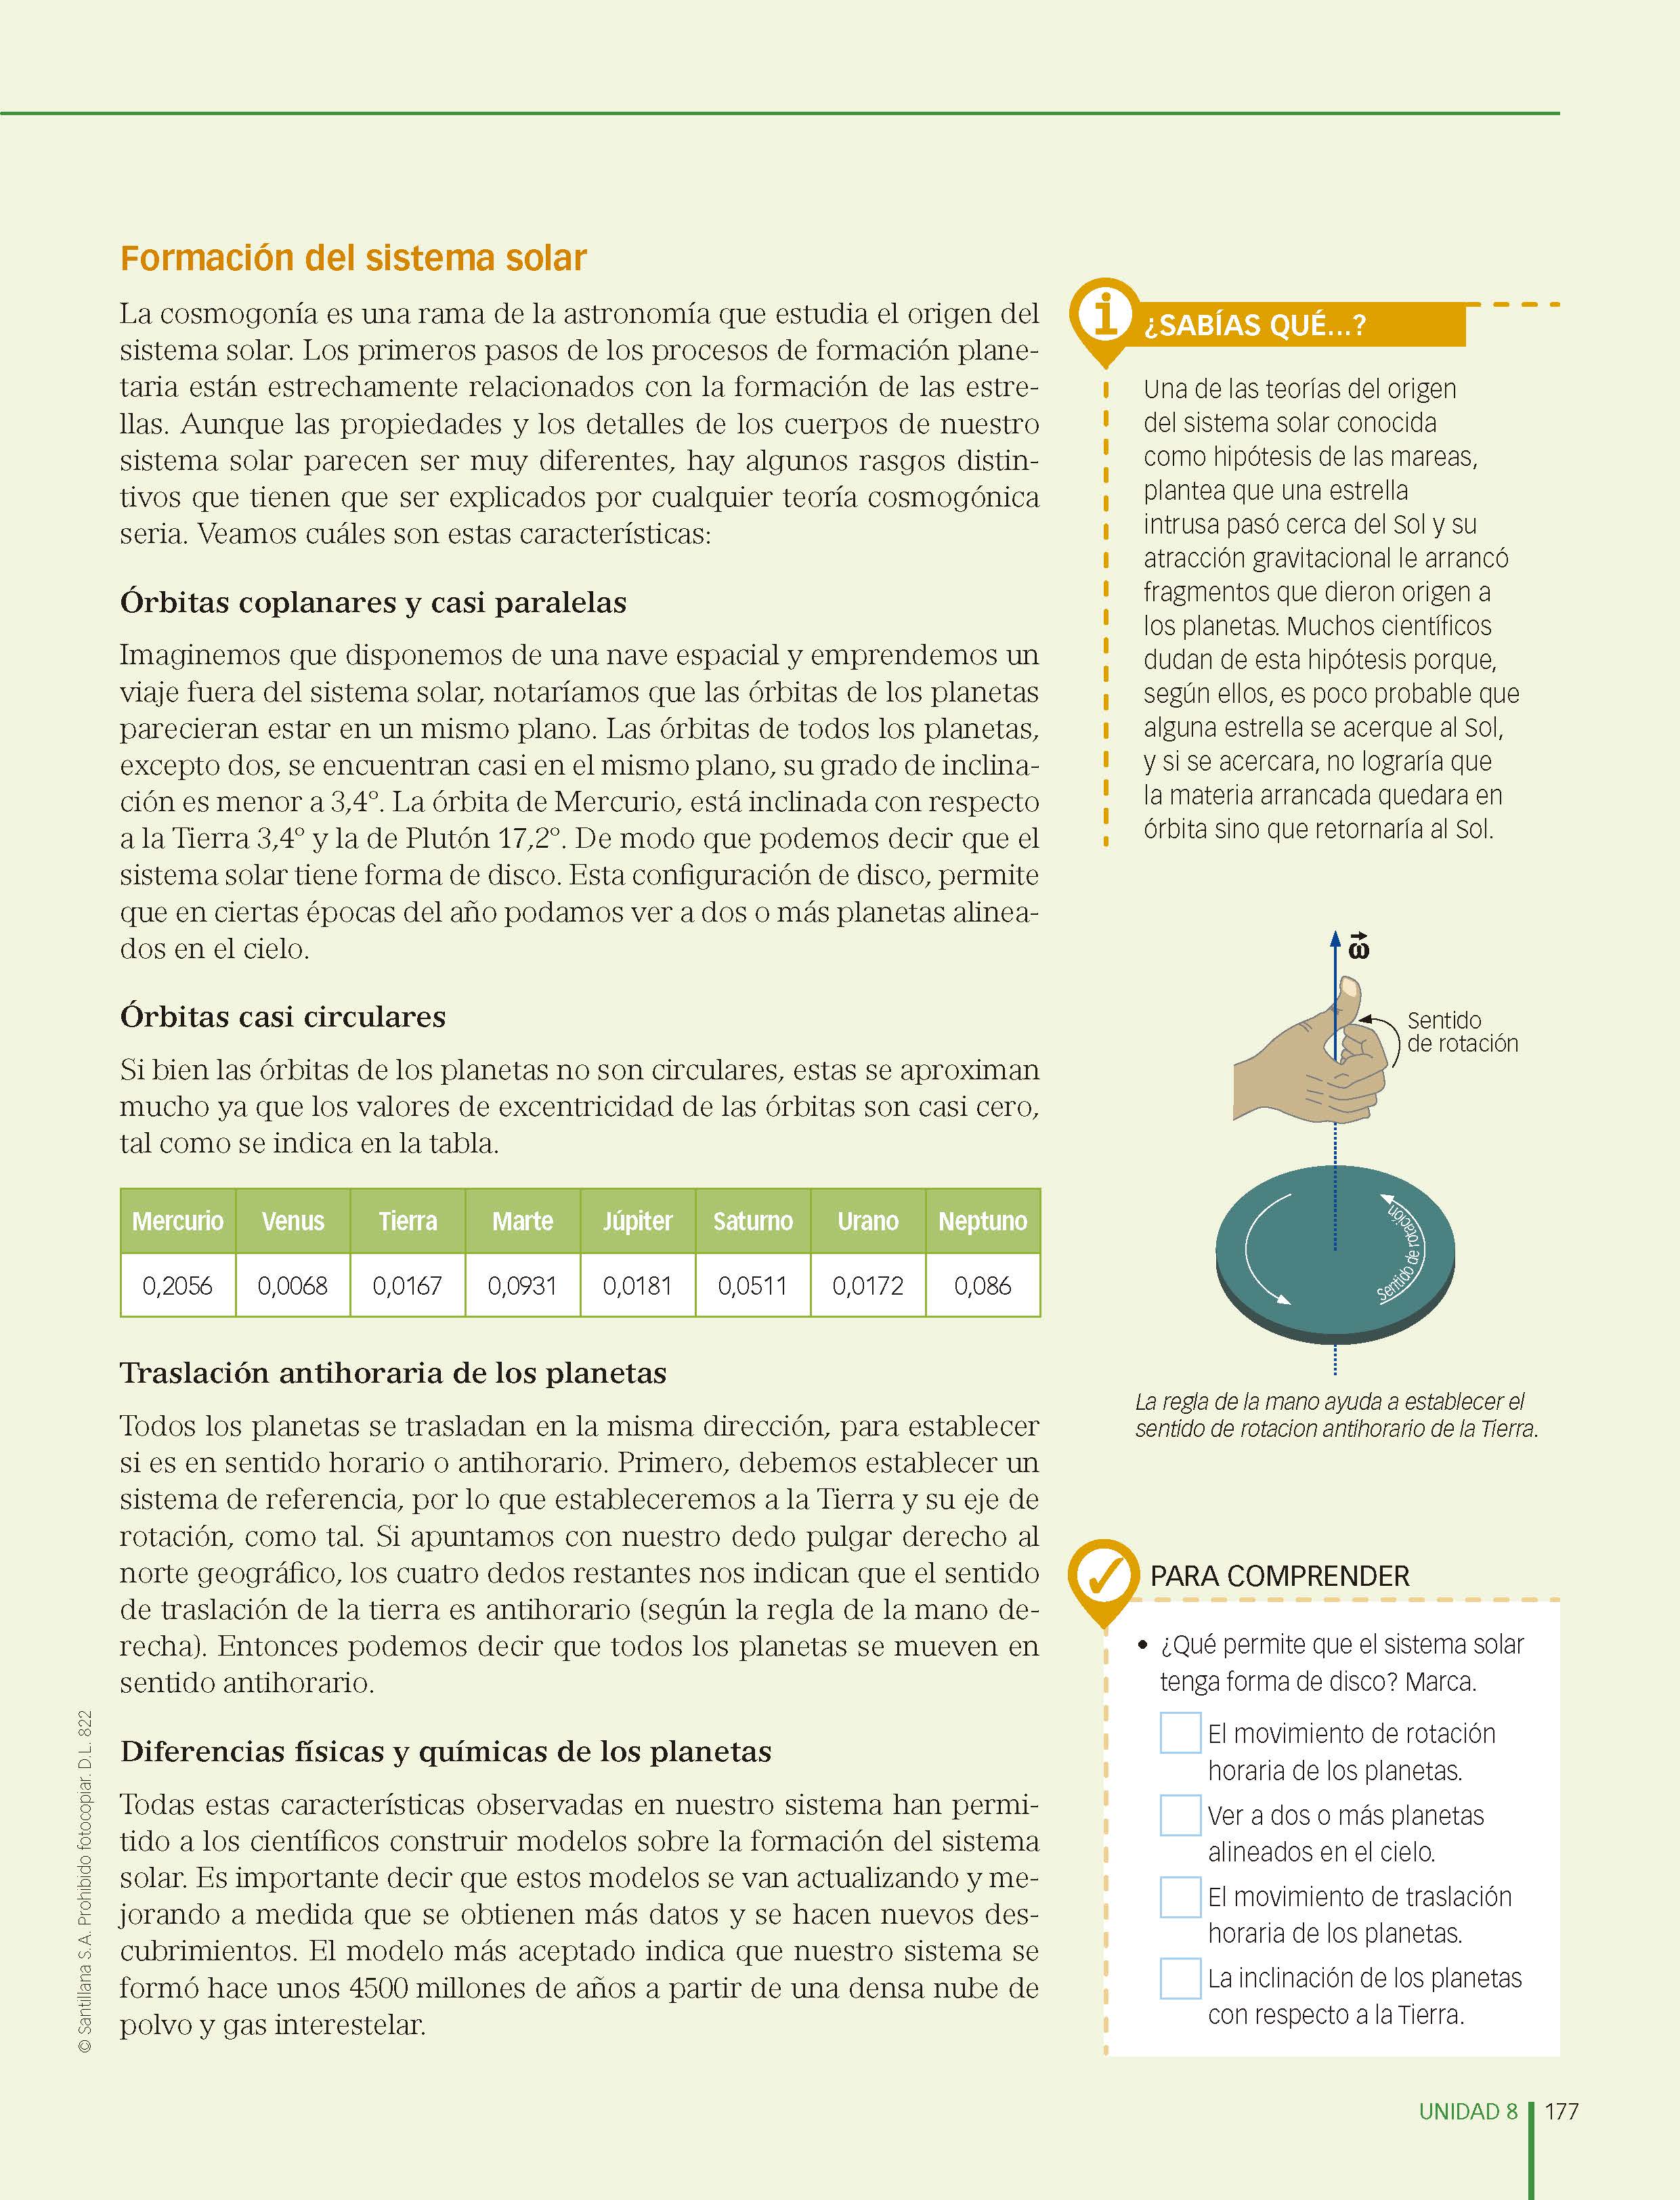 Formación del sistema solar
La cosmogonía es una rama de la astronomía que estudia el origen del
sistema solar. Los primeros pasos de los procesos de formación plane-
taria están estrechamente relacionados con la formación de las estre-
llas. Aunque las propiedades y los detalles de los cuerpos de nuestro
sistema solar parecen ser muy diferentes, hay algunos rasgos distin-
tivos que tienen que ser explicados por cualquier teoría cosmogónica
seria. Veamos cuáles son estas características:
Órbitas coplanares y casi paralelas
Imaginemos que disponemos de una nave espacial y emprendemos un
viaje fuera del sistema solar, notaríamos que las órbitas de los planetas
parecieran estar en un mismo plano. Las órbitas de todos los planetas,
excepto dos, se encuentran casi en el mismo plano, su grado de inclina-
ción es menor a 3,4°. La órbita de Mercurio, está inclinada con respecto
a la Tierra 3,4° y la de Plutón 17,2°. De modo que podemos decir que el
sistema solar tiene forma de disco. Esta configuración de disco, permite
que en ciertas épocas del año podamos ver a dos o más planetas alinea-
dos en el cielo.
Órbitas casi circulares
Si bien las órbitas de los planetas no son circulares, estas se aproximan
mucho ya que los valores de excentricidad de las órbitas son casi cero,
tal como se indica en la tabla.
Mercurio Venus Tierra Marte Júpiter Saturno Urano Neptuno
0,2056 0,0068 0,0167 0,0931 0,0181 0,0511 0,0172 0,086
Traslación antihoraria de los planetas
Todos los planetas se trasladan en la misma dirección, para establecer
si es en sentido horario o antihorario. Primero, debemos establecer un
sistema de referencia, por lo que estableceremos a la Tierra y su eje de
rotación, como tal. Si apuntamos con nuestro dedo pulgar derecho al
norte geográfico, los cuatro dedos restantes nos indican que el sentido
de traslación de la tierra es antihorario (según la regla de la mano de-
recha). Entonces podemos decir que todos los planetas se mueven en
sentido antihorario.
Diferencias físicas y químicas de los planetas
Todas estas características observadas en nuestro sistema han permi-
tido a los científicos construir modelos sobre la formación del sistema
solar. Es importante decir que estos modelos se van actualizando y me-
jorando a medida que se obtienen más datos y se hacen nuevos des-
cubrimientos. El modelo más aceptado indica que nuestro sistema se
formó hace unos 4500 millones de años a partir de una densa nube de
polvo y gas interestelar.
© Santillana S.A. Prohibido fotocopiar. D.L. 822
i
¿SABÍAS QUÉ...?
Una de las teorías del origen
del sistema solar conocida
como hipótesis de las mareas,
plantea que una estrella
intrusa pasó cerca del Sol y su
atracción gravitacional le arrancó
fragmentos que dieron origen a
los planetas. Muchos científicos
dudan de esta hipótesis porque,
según ellos, es poco probable que
alguna estrella se acerque al Sol,
y si se acercara, no lograría que
la materia arrancada quedara en
órbita sino que retornaría al Sol.
ω⃗
Sentido
de rotación
Sentido de rotación
La regla de la mano ayuda a establecer el
sentido de rotacion antihorario de la Tierra.
PARA COMPRENDER
• ¿Qué permite que el sistema solar
tenga forma de disco? Marca.
El movimiento de rotación
horaria de los planetas.
Ver a dos o más planetas
alineados en el cielo.
El movimiento de traslación
horaria de los planetas.
La inclinación de los planetas
con respecto a la Tierra.
UNIDAD 8 177